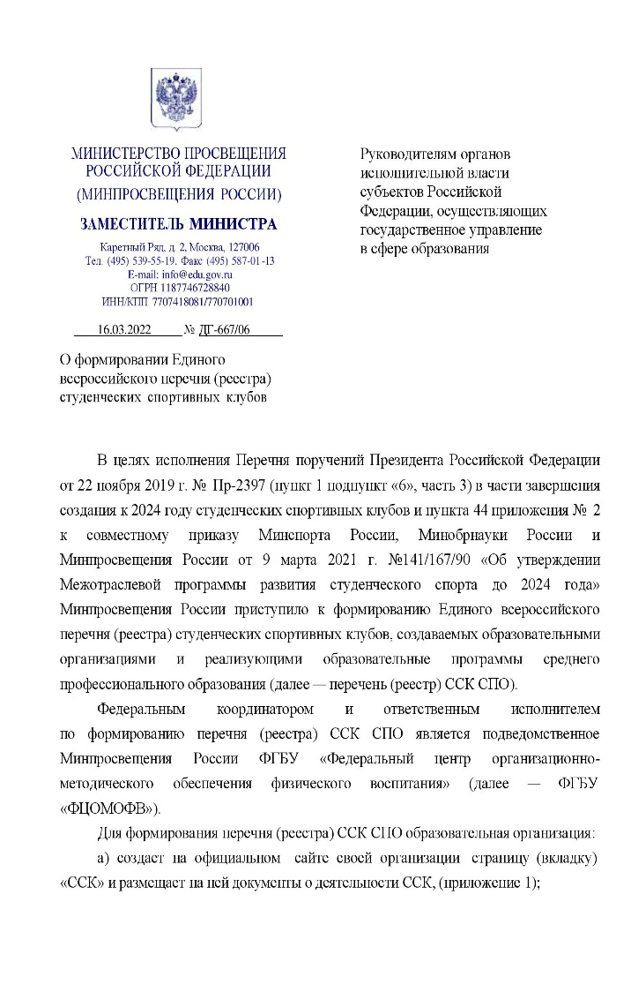 МИНИСТЕРСТВО ПРОСВЕЩЕНИЯ
РОССИЙСКОЙ ФЕДЕРАЦИИ
(МИНПРОСВЕЩЕНИЯ РОССИИ)
ЗАМЕСТИТЕЛЬ МИНИСТРА
Каретный Ряд, д. 2, Москва, 127006
Тел. (495) 539-55-19. Факс (495) 587-01-13
E-mail: info@edu.gov.ru
ОГРН 1187746728840
ИНН/КПП 7707418081/770701001
16.03.2022 № ДГ-667/06
О формировании Единого
всероссийского перечня (реестра)
студенческих спортивных клубов
Руководителям органов
исполнительной власти
субъектов Российской
Федерации, осуществляющих
государственное управление
в сфере образования
В целях исполнения Перечня поручений Президента Российской Федерации
от 22 ноября 2019 г. № Пр-2397 (пункт 1 подпункт «6», часть 3) в части завершения
создания к 2024 году студенческих спортивных клубов и пункта 44 приложения № 2
к совместному приказу Минспорта России, Минобрнауки России и
Минпросвещения России от 9 марта 2021 г. №141/167/90 «Об утверждении
Межотраслевой программы развития студенческого спорта до 2024 года»
Минпросвещения России приступило к формированию Единого всероссийского
перечня (реестра) студенческих спортивных клубов, создаваемых образовательными
организациями и реализующими образовательные программы среднего
профессионального образования (далее — перечень (реестр) ССК СПО).
Федеральным координатором и ответственным исполнителем
по формированию перечня (реестра) ССК СПО является подведомственное
Минпросвещения России ФГБУ «Федеральный центр организационно-
методического обеспечения физического воспитания» (далее — ФГБУ
«ФЦОМОФВ»).
Для формирования перечня (реестра) ССК СПО образовательная организация:
а) создает на официальном сайте своей организации страницу (вкладку)
«ССК» и размещает на ней документы о деятельности ССК, (приложение 1);